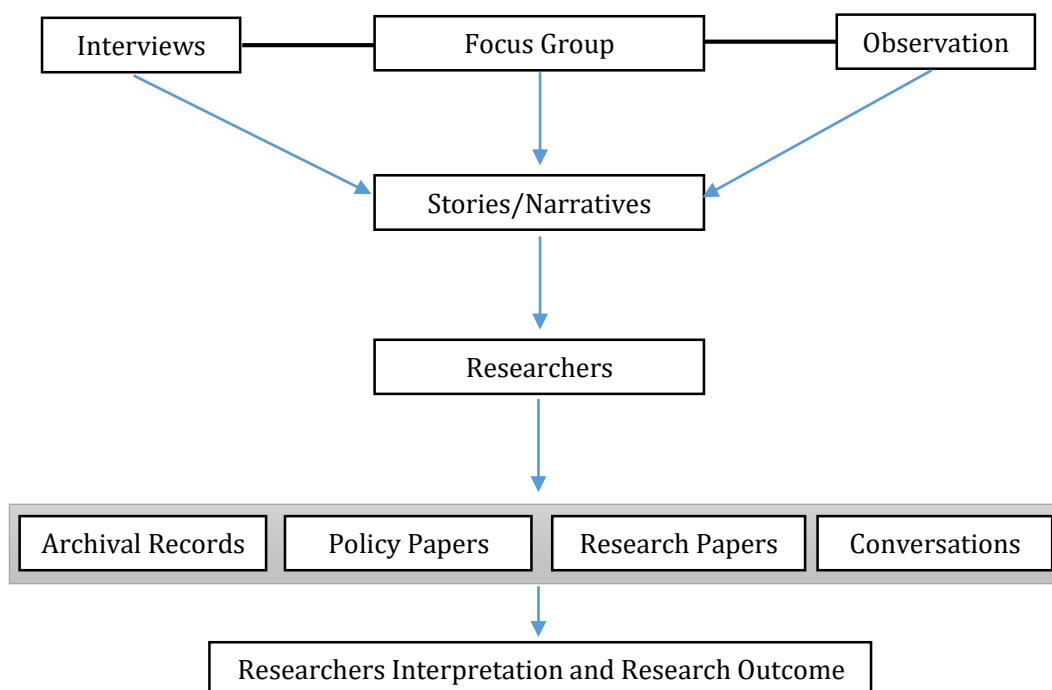 Interviews
Focus Group
Observation
Stories/Narratives
Researchers
Archival Records
Policy Papers
Research Papers
Conversations
Researchers Interpretation and Research Outcome